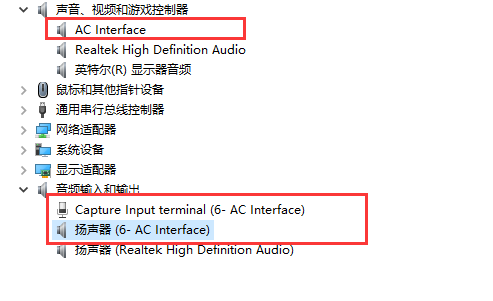 声音、视频和游戏控制器
AC Interface
Realtek High Definition Audio
英特尔(R) 显示器音频
鼠标和其他指针设备
通用串行总线控制器
网络适配器
系统设备
显示适配器
音频输入和输出
Capture Input terminal (6- AC Interface)
扬声器 (6- AC Interface)
扬声器 (Realtek High Definition Audio)